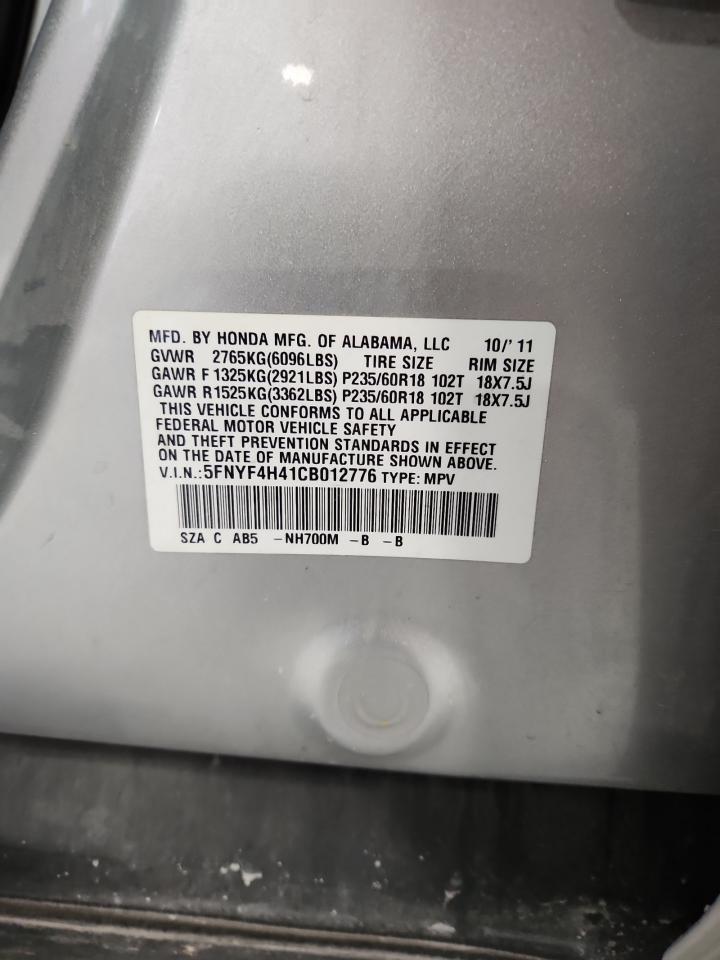 MFD. BY HONDA MFG. OF ALABAMA, LLC 10/'11
GVWR 2765KG(6096LBS) TIRE SIZE RIM SIZE
GAWR F1325KG(2921LBS) P235/60R18 102T 18X7.5J
GAWR R1525KG(3362LBS) P235/60R18 102T 18X7.5J
THIS VEHICLE CONFORMS TO ALL APPLICABLE
FEDERAL MOTOR VEHICLE SAFETY
AND THEFT PREVENTION STANDARDS IN EFFECT
ON THE DATE OF MANUFACTURE SHOWN ABOVE.
V.I.N.:5FNYF4H41CB012776 TYPE: MPV
SZA C AB5 -NH700M -B -B